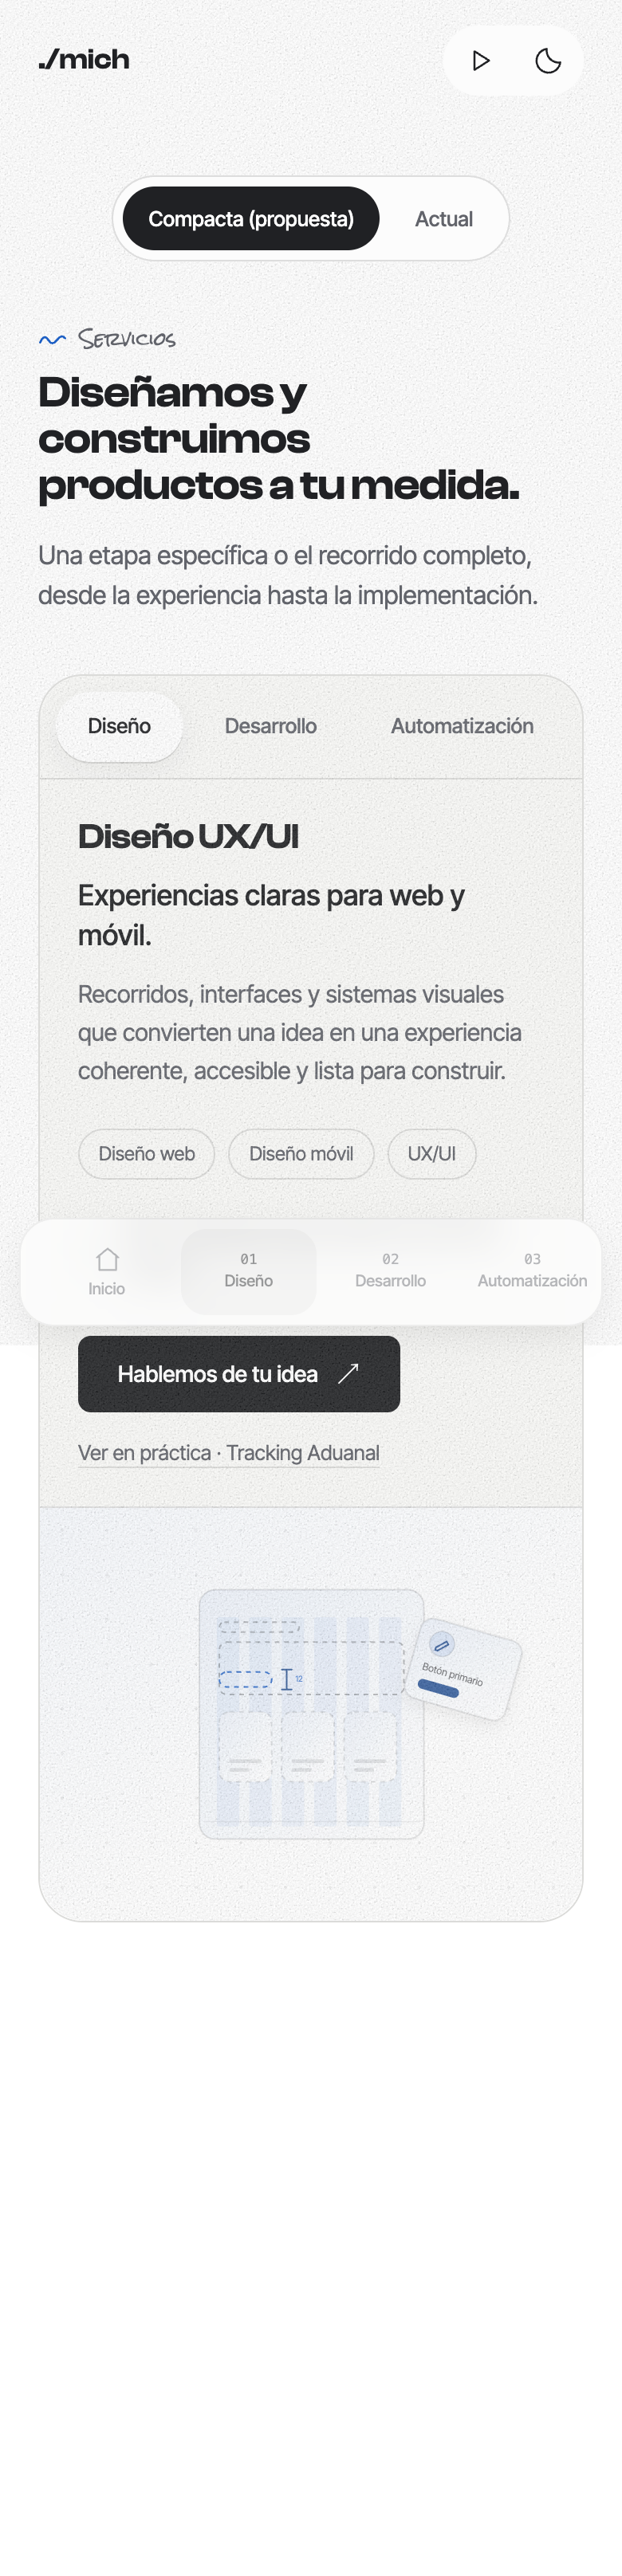 ./mich
Compacta (propuesta)
Actual
Servicios
Diseñamos y
construimos
productos a tu medida.
Una etapa específica o el recorrido completo,
desde la experiencia hasta la implementación.
Diseño
Desarrollo
Automatización
Diseño UX/UI
Experiencias claras para web y
móvil.
Recorridos, interfaces y sistemas visuales
que convierten una idea en una experiencia
coherente, accesible y lista para construir.
Diseño web
Diseño móvil
UX/UI
Inicio
01
Diseño
02
Desarrollo
03
Automatización
Hablemos de tu idea
Ver en práctica · Tracking Aduanal
12
Botón primario